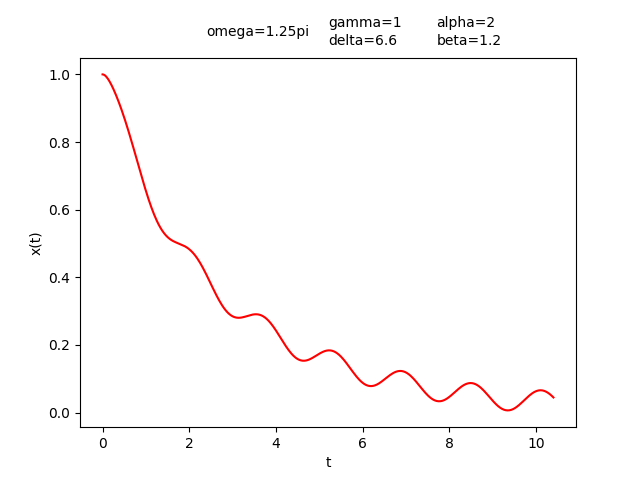 omega=1.25pi
gamma=1
delta=6.6
alpha=2
beta=1.2
1.0
0.8
0.6
0.4
0.2
0.0
x(t)
0 2 4 6 8 10
t